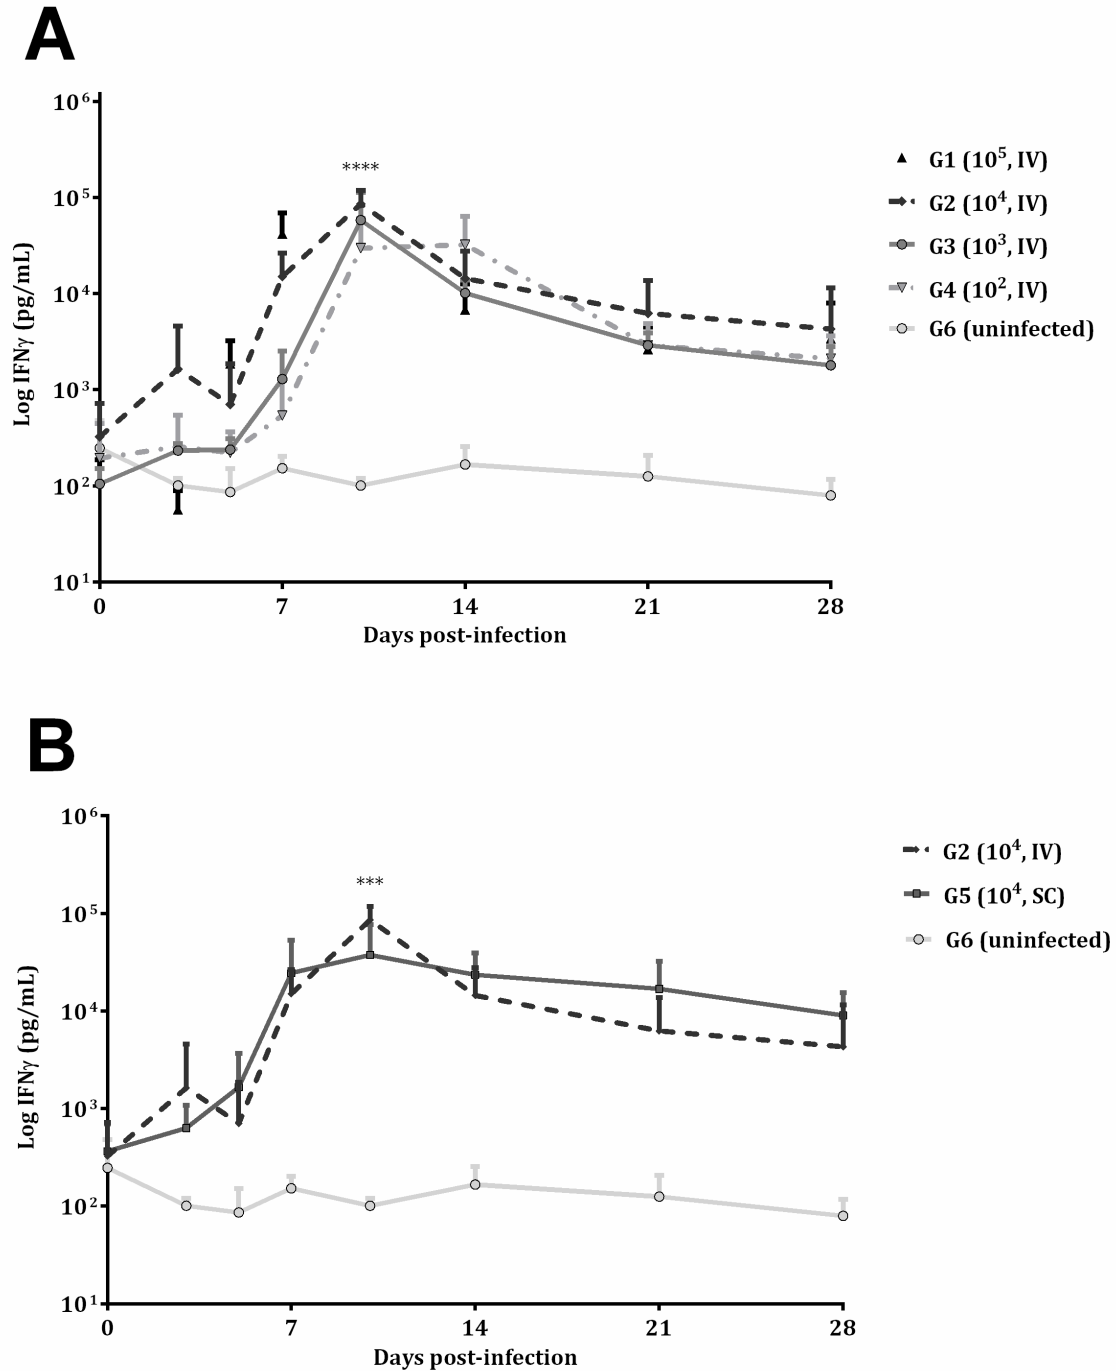 A
10⁶
10⁵
10⁴
10³
10²
10¹
Log IFNγ (pg/mL)
****
0 7 14 21 28
Days post-infection
G1 (10⁵, IV)
G2 (10⁴, IV)
G3 (10³, IV)
G4 (10², IV)
G6 (uninfected)
B
10⁶
10⁵
10⁴
10³
10²
10¹
Log IFNγ (pg/mL)
***
0 7 14 21 28
Days post-infection
G2 (10⁴, IV)
G5 (10⁴, SC)
G6 (uninfected)